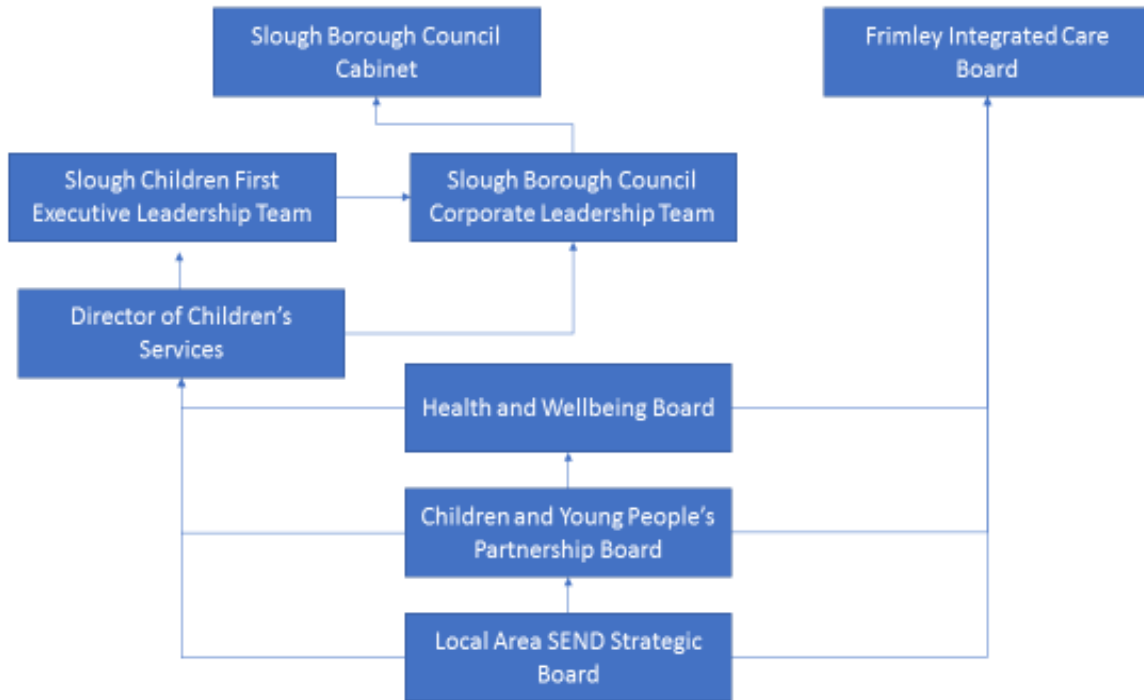 Slough Borough Council
Cabinet
Frimley Integrated Care
Board
Slough Children First
Executive Leadership Team
Slough Borough Council
Corporate Leadership Team
Director of Children's
Services
Health and Wellbeing Board
Children and Young People's
Partnership Board
Local Area SEND Strategic
Board